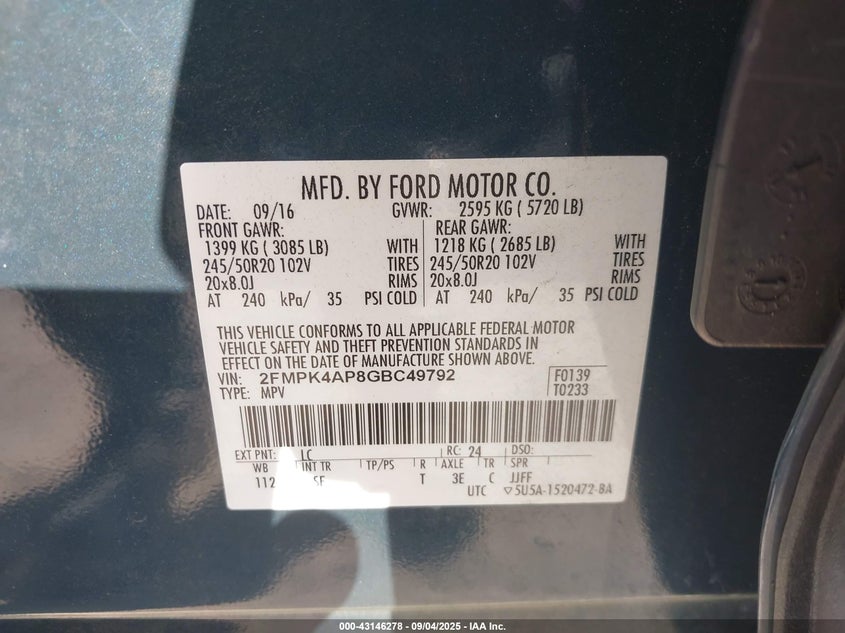 MFD. BY FORD MOTOR CO.
DATE: 09/16 GVWR: 2595 KG ( 5720 LB)
FRONT GAWR: REAR GAWR:
1399 KG ( 3085 LB) WITH 1218 KG ( 2685 LB) WITH
245/50R20 102V TIRES 245/50R20 102V TIRES
20x8.0J RIMS 20x8.0J RIMS
AT 240 kPa/ 35 PSI COLD AT 240 kPa/ 35 PSI COLD
THIS VEHICLE CONFORMS TO ALL APPLICABLE FEDERAL MOTOR
VEHICLE SAFETY AND THEFT PREVENTION STANDARDS IN
EFFECT ON THE DATE OF MANUFACTURE SHOWN ABOVE.
VIN: 2FMPK4AP8GBC49792 F0139
TYPE: MPV T0233
EXT PNT: LC RC: 24 DSO:
WB INT TR TP/PS R AXLE TR SPR
112 SF T 3E C JJFF
UTC ▽5U5A-1520472-BA
000-43146278 - 09/04/2025 - IAA Inc.